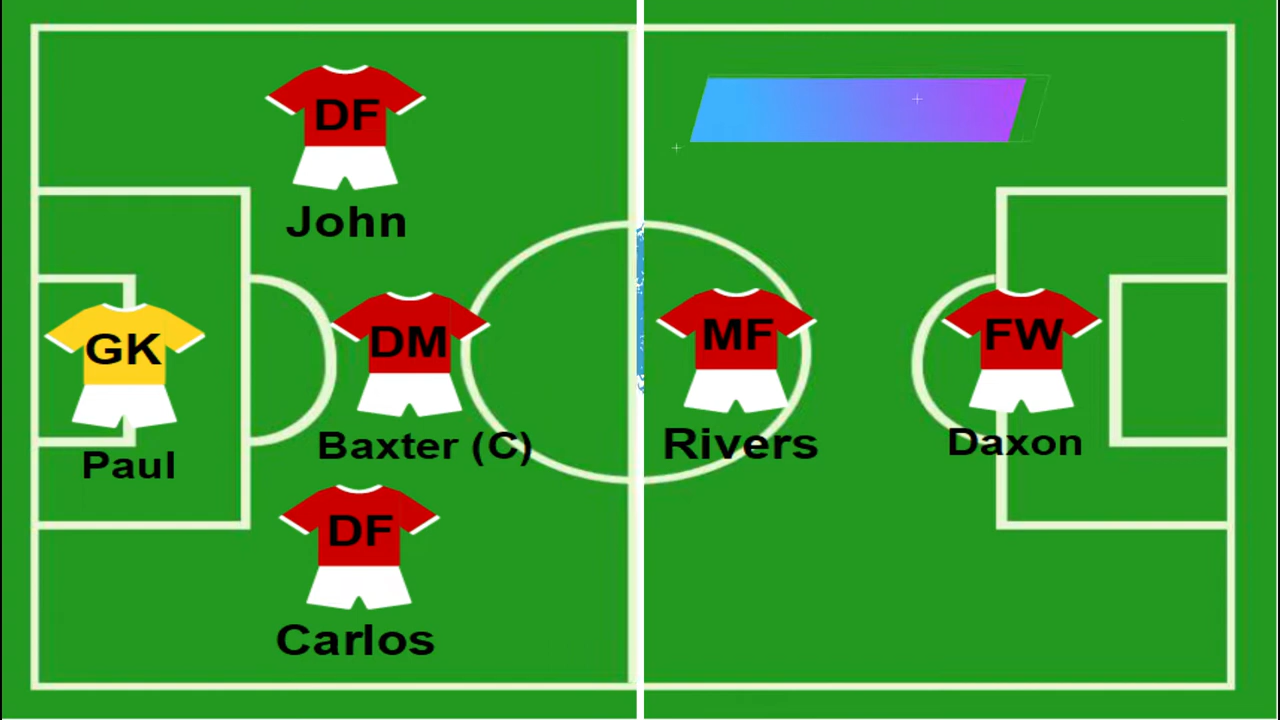 DF
John
GK
Paul
DM
Baxter (C)
MF
Rivers
FW
Daxon
DF
Carlos